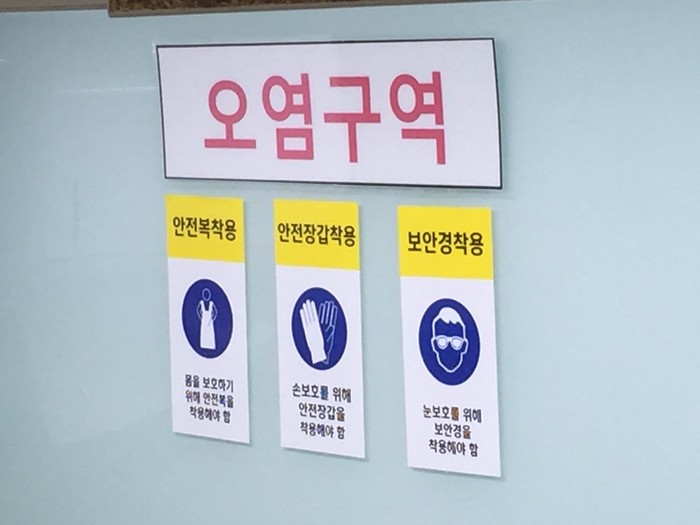 오염구역
안전복착용
몸을 보호하기
위해 안전복을
착용해야 함
안전장갑착용
손보호를 위해
안전장갑을
착용해야 함
보안경착용
눈보호를 위해
보안경을
착용해야 함